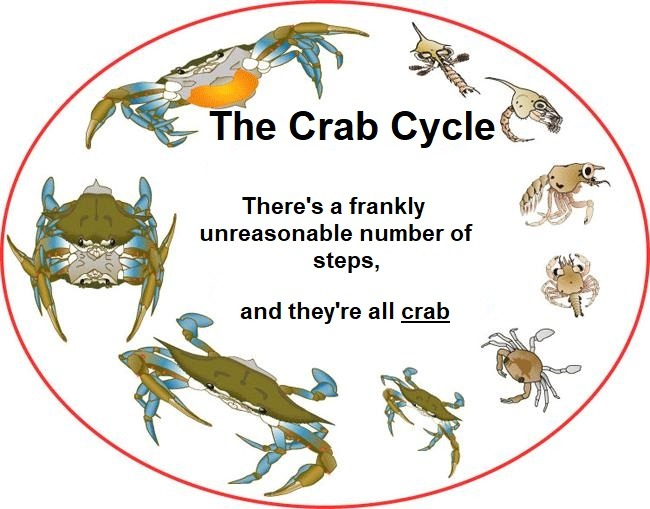 The Crab Cycle
There's a frankly
unreasonable number of
steps,
and they're all crab